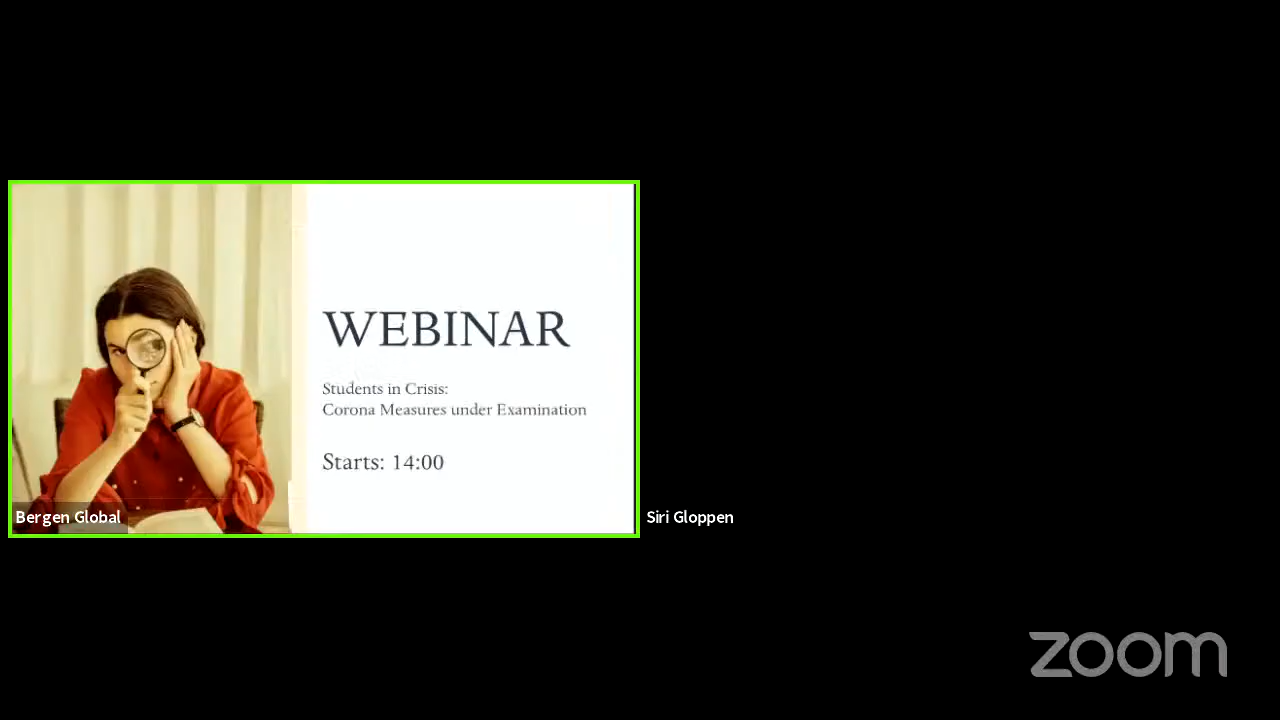 WEBINAR
Students in Crisis:
Corona Measures under Examination
Starts: 14:00
Bergen Global
Siri Gloppen
zoom